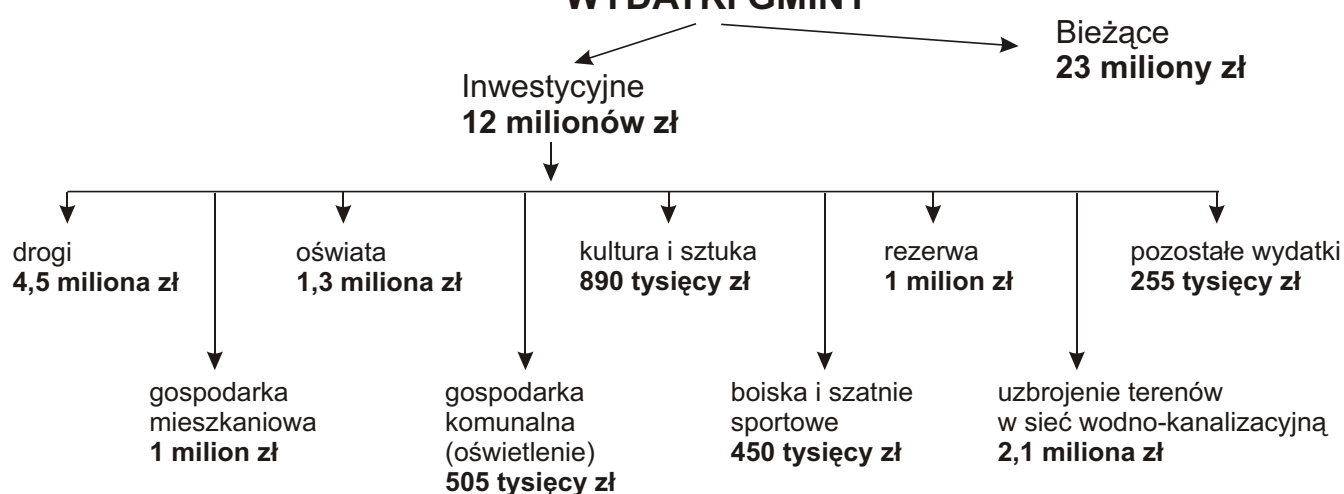 WYDATKI GMINY
Bieżące
23 miliony zł
Inwestycyjne
12 milionów zł
drogi
4,5 miliona zł
oświata
1,3 miliona zł
kultura i sztuka
890 tysięcy zł
rezerwa
1 milion zł
pozostałe wydatki
255 tysięcy zł
gospodarka
mieszkaniowa
1 milion zł
gospodarka
komunalna
(oświetlenie)
505 tysięcy zł
boiska i szatnie
sportowe
450 tysięcy zł
uzbrojenie terenów
w sieć wodno-kanalizacyjną
2,1 miliona zł